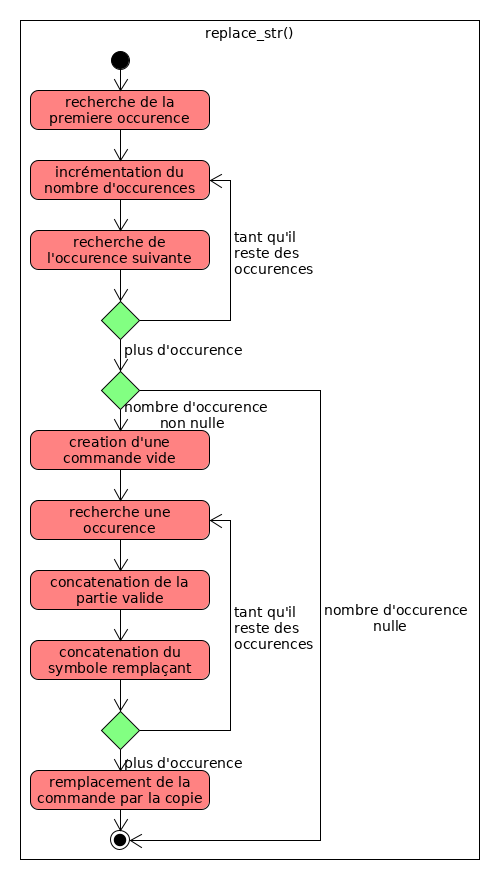 replace_str()
recherche de la
premiere occurence
incrémentation du
nombre d'occurences
recherche de
l'occurence suivante
tant qu'il
reste des
occurences
plus d'occurence
nombre d'occurence
non nulle
creation d'une
commande vide
recherche une
occurence
concatenation de la
partie valide
concatenation du
symbole remplaçant
tant qu'il
reste des
occurences
nombre d'occurence
nulle
plus d'occurence
remplacement de la
commande par la copie